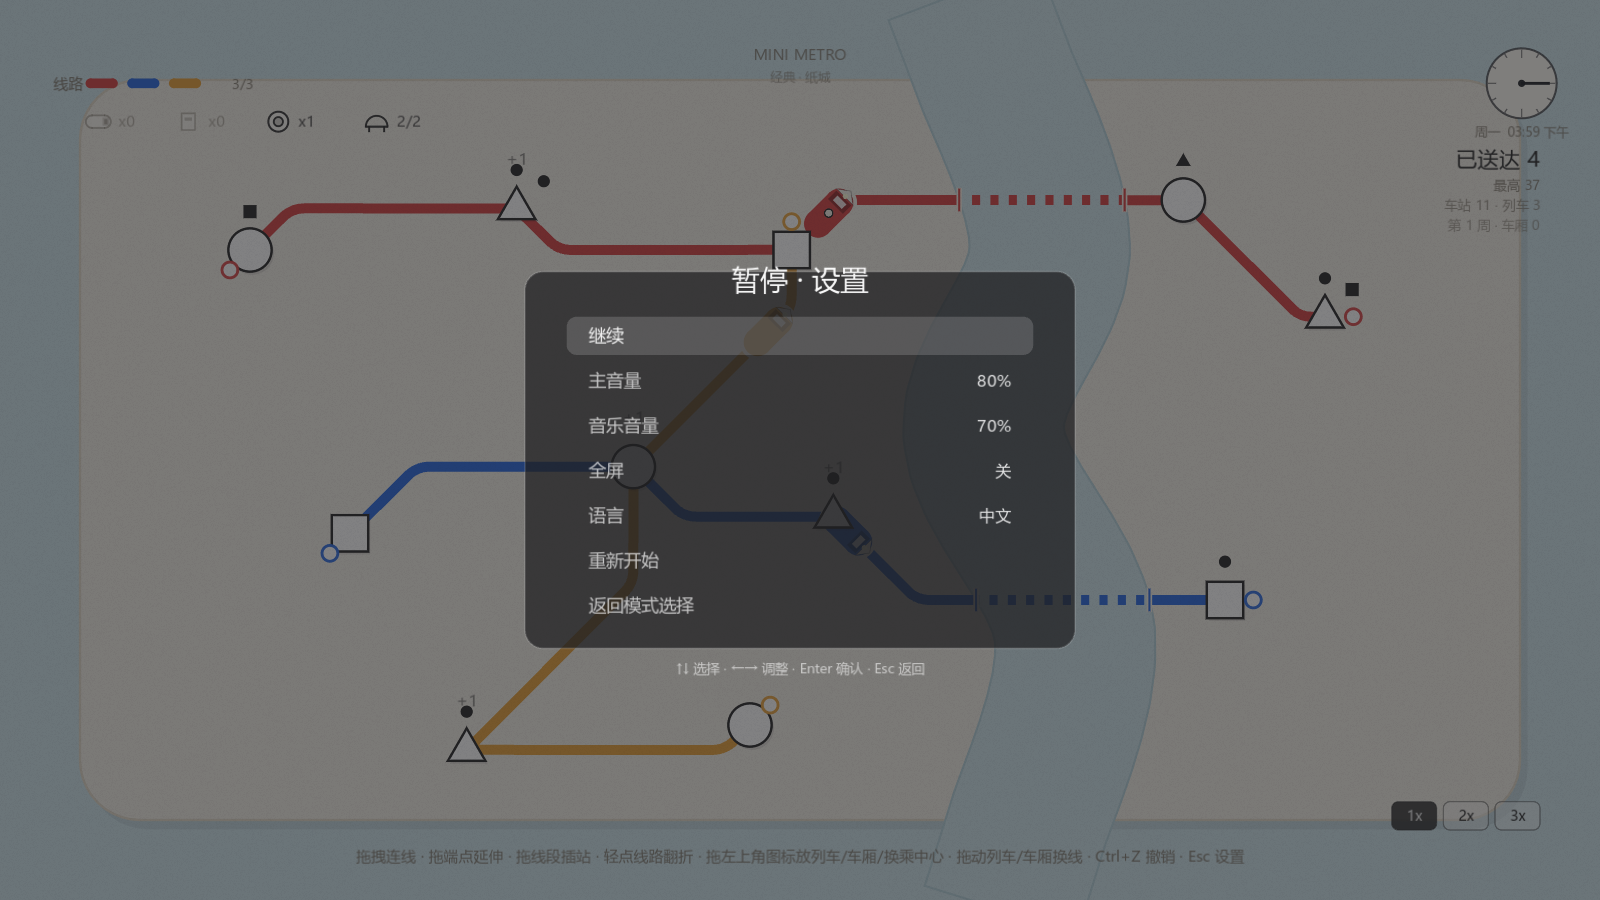 MINI METRO
经典 · 纸城
线路 3/3
x0 x0 x1 2/2
周一 03:59 下午
已送达 4
最高 37
车站 11 · 列车 3
第 1 周 · 车厢 0
+1
暂停 · 设置
继续
主音量 80%
音乐音量 70%
全屏 关
+1
语言 中文
重新开始
返回模式选择
↑↓ 选择 · ←→ 调整 · Enter 确认 · Esc 返回
+1
1x 2x 3x
拖拽连线 · 拖端点延伸 · 拖线段插站 · 轻点线路翻折 · 拖左上角图标放列车/车厢/换乘中心 · 拖动列车/车厢换线 · Ctrl+Z 撤销 · Esc 设置